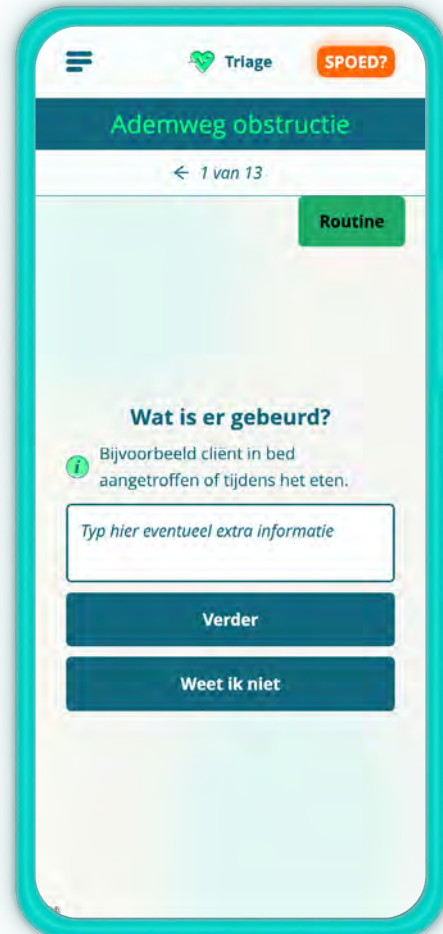 Triage
SPOED?
Ademweg obstructie
← 1 van 13
Routine
Wat is er gebeurd?
i
Bijvoorbeeld cliënt in bed
aangetroffen of tijdens het eten.
Typ hier eventueel extra informatie
Verder
Weet ik niet